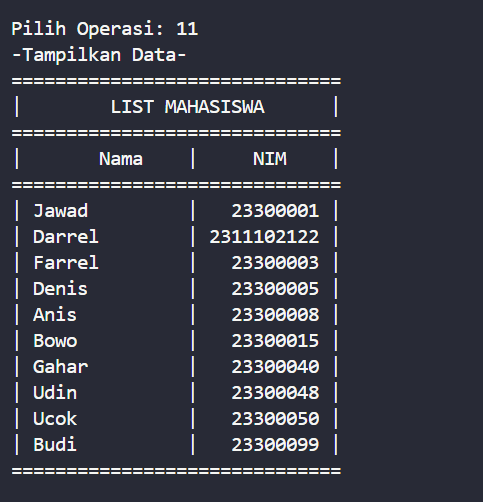 Pilih Operasi: 11
-Tampilkan Data-
==============================
|        LIST MAHASISWA      |
==============================
|       Nama    |     NIM    |
==============================
| Jawad         |   23300001 |
| Darrel        | 2311102122 |
| Farrel        |   23300003 |
| Denis         |   23300005 |
| Anis          |   23300008 |
| Bowo          |   23300015 |
| Gahar         |   23300040 |
| Udin          |   23300048 |
| Ucok          |   23300050 |
| Budi          |   23300099 |
==============================